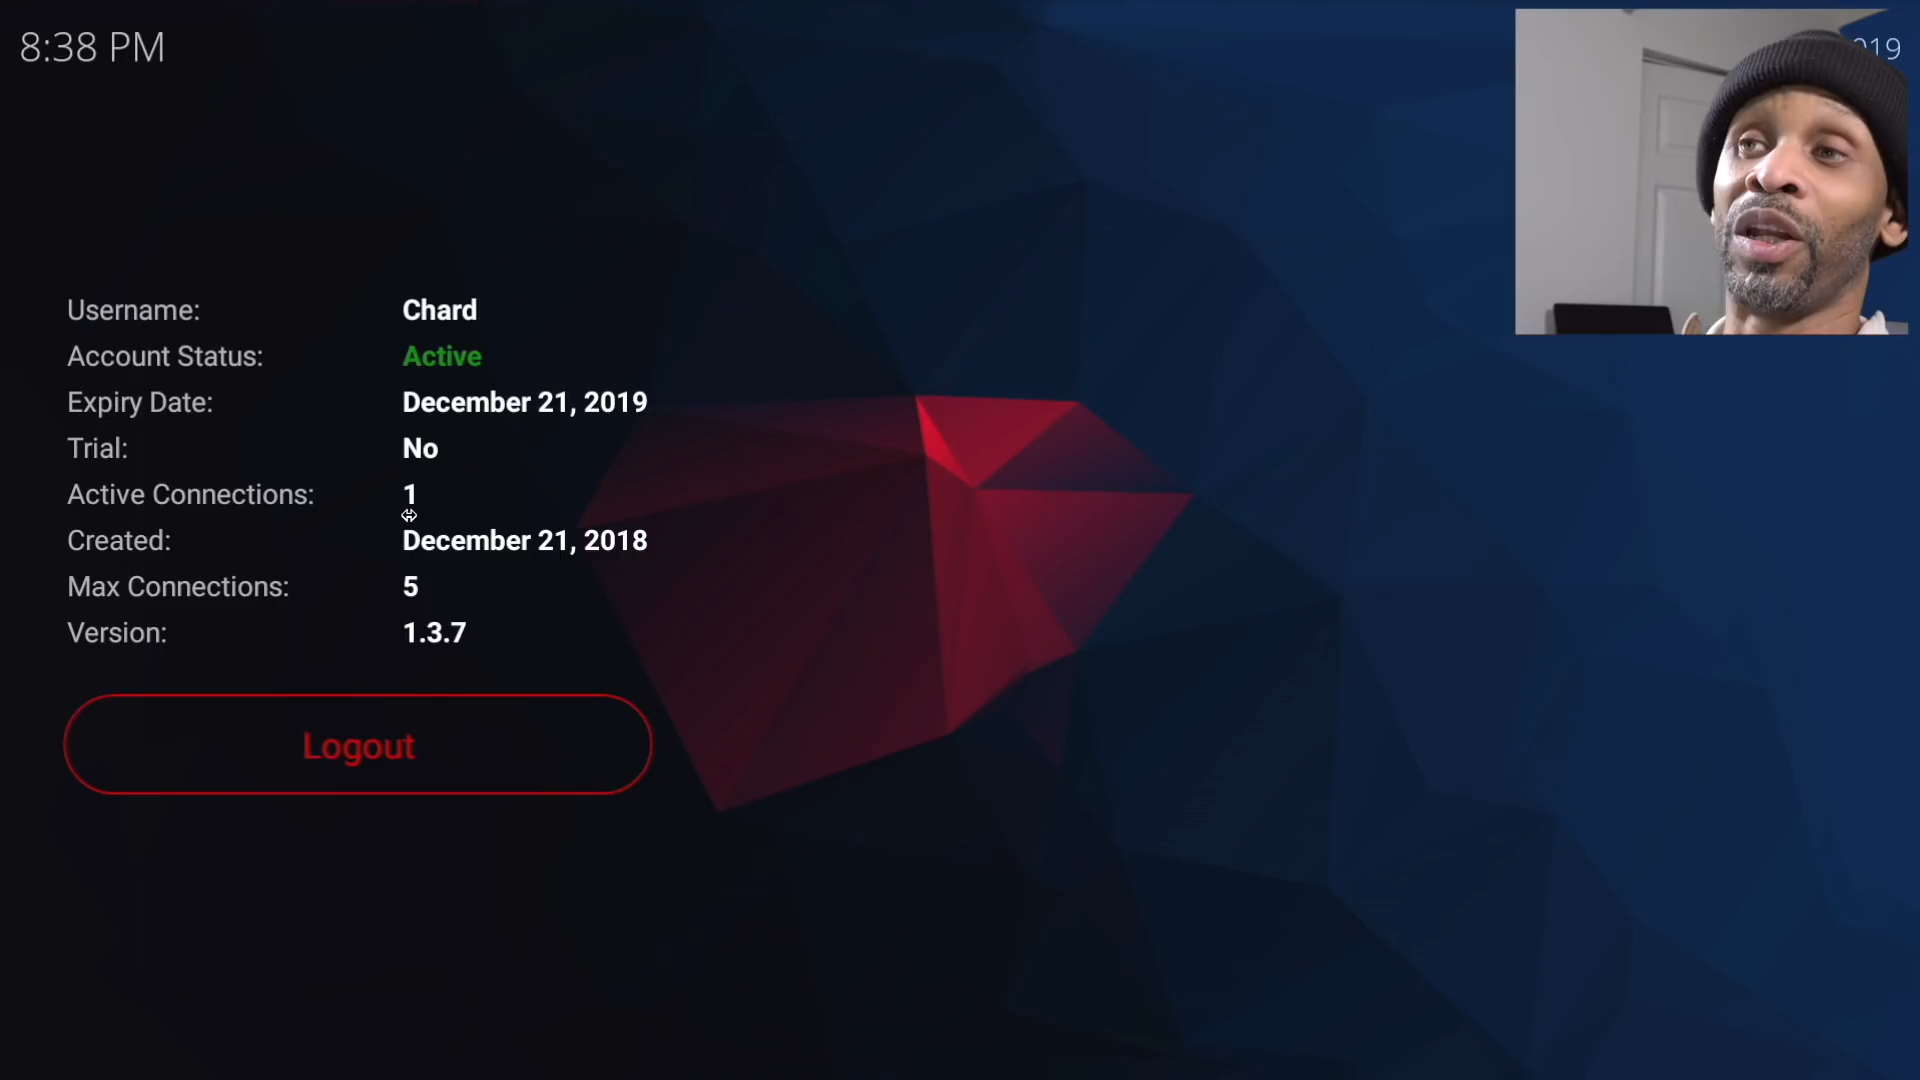 8:38 PM
019
Username: Chard
Account Status: Active
Expiry Date: December 21, 2019
Trial: No
Active Connections: 1
Created: December 21, 2018
Max Connections: 5
Version: 1.3.7
Logout